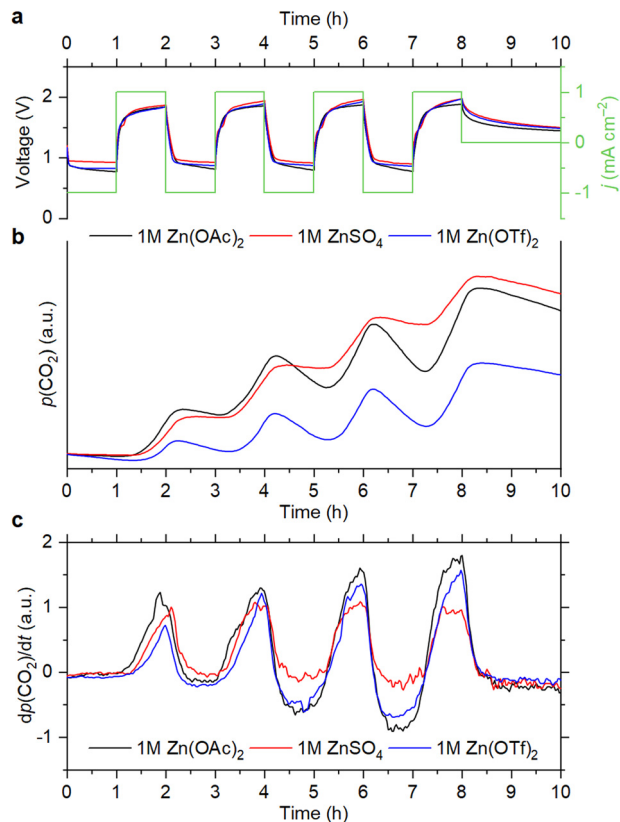 a
Time (h)
0 1 2 3 4 5 6 7 8 9 10
Voltage (V)
2
1
0
j (mA cm⁻²)
1
0
-1
1M Zn(OAc)₂ 1M ZnSO₄ 1M Zn(OTf)₂
b
p(CO₂) (a.u.)
0 1 2 3 4 5 6 7 8 9 10
Time (h)
c
dp(CO₂)/dt (a.u.)
2
1
0
-1
1M Zn(OAc)₂ 1M ZnSO₄ 1M Zn(OTf)₂
0 1 2 3 4 5 6 7 8 9 10
Time (h)